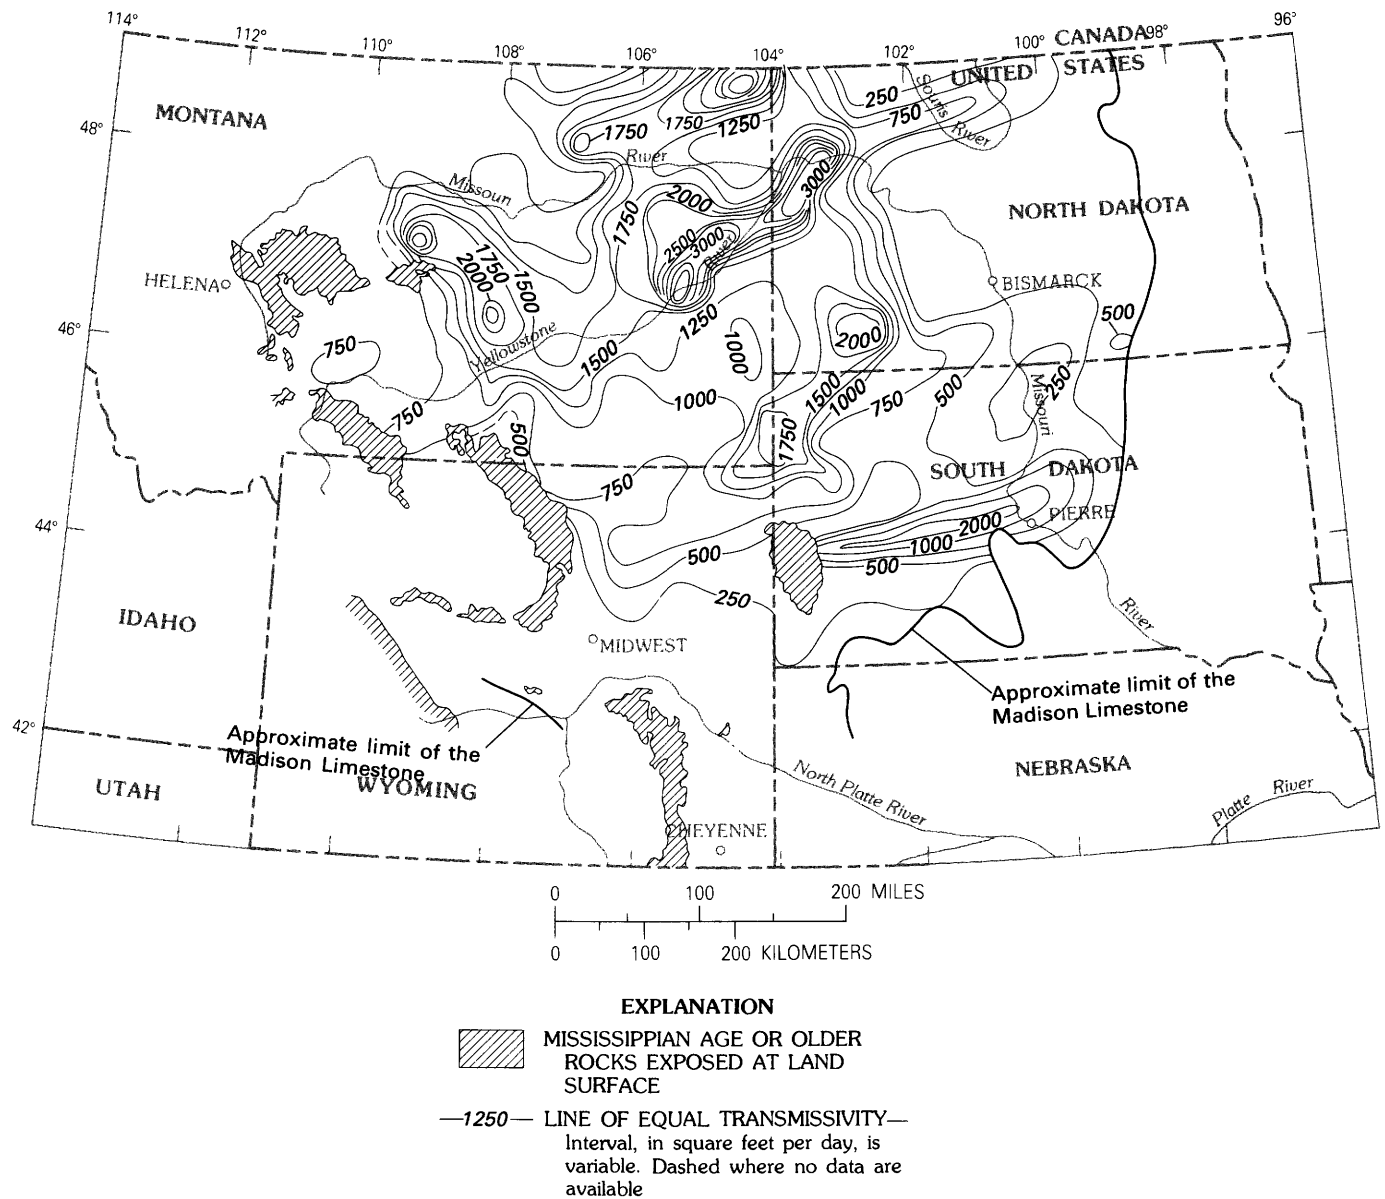 114°
112°
110°
108°
106°
104°
102°
100°
98°
96°
CANADA
UNITED STATES
MONTANA
48°
1750
1750
1250
250
750
Souris
River
River
Missouri
2000
3000
1750
2500
3000
River
NORTH DAKOTA
HELENA
1750
2000
1500
BISMARCK
46°
750
Yellowstone
1500
1250
1000
2000
500
750
1000
1500
1000
750
500
250
Missouri
500
1750
SOUTH DAKOTA
750
44°
PIERRE
2000
1000
500
500
250
IDAHO
MIDWEST
River
Approximate limit of the
Madison Limestone
42°
Approximate limit of the
Madison Limestone
UTAH
WYOMING
NEBRASKA
North Platte River
Platte River
CHEYENNE
0 100 200 MILES
0 100 200 KILOMETERS
EXPLANATION
MISSISSIPPIAN AGE OR OLDER
ROCKS EXPOSED AT LAND
SURFACE
—1250— LINE OF EQUAL TRANSMISSIVITY—
Interval, in square feet per day, is
variable. Dashed where no data are
available